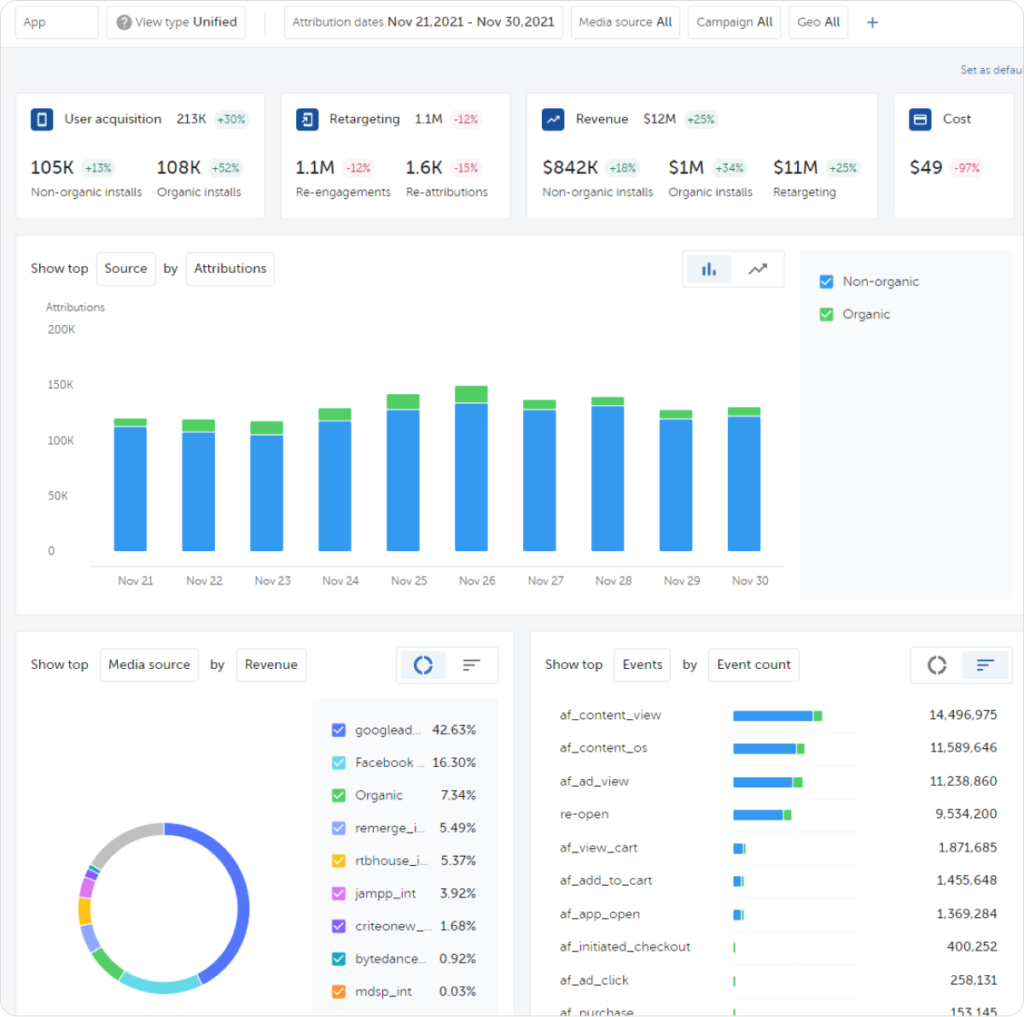 App
View type Unified
Attribution dates Nov 21,2021 - Nov 30,2021
Media source All
Campaign All
Geo All
+
Set as defau
User acquisition 213K +30%
105K +13% 108K +52%
Non-organic installs Organic installs
Retargeting 1.1M -12%
1.1M -12% 1.6K -15%
Re-engagements Re-attributions
Revenue $12M +25%
$842K +18% $1M +34% $11M +25%
Non-organic installs Organic installs Retargeting
Cost
$49 -97%
Show top Source by Attributions
Attributions
200K
150K
100K
50K
0
Nov 21 Nov 22 Nov 23 Nov 24 Nov 25 Nov 26 Nov 27 Nov 28 Nov 29 Nov 30
Non-organic
Organic
Show top Media source by Revenue
googlead... 42.63%
Facebook ... 16.30%
Organic 7.34%
remerge_i... 5.49%
rtbhouse_i... 5.37%
jampp_int 3.92%
criteonew_... 1.68%
bytedance... 0.92%
mdsp_int 0.03%
Show top Events by Event count
af_content_view 14,496,975
af_content_os 11,589,646
af_ad_view 11,238,860
re-open 9,534,200
af_view_cart 1,871,685
af_add_to_cart 1,455,648
af_app_open 1,369,284
af_initiated_checkout 400,252
af_ad_click 258,131
af_purchase 153,145